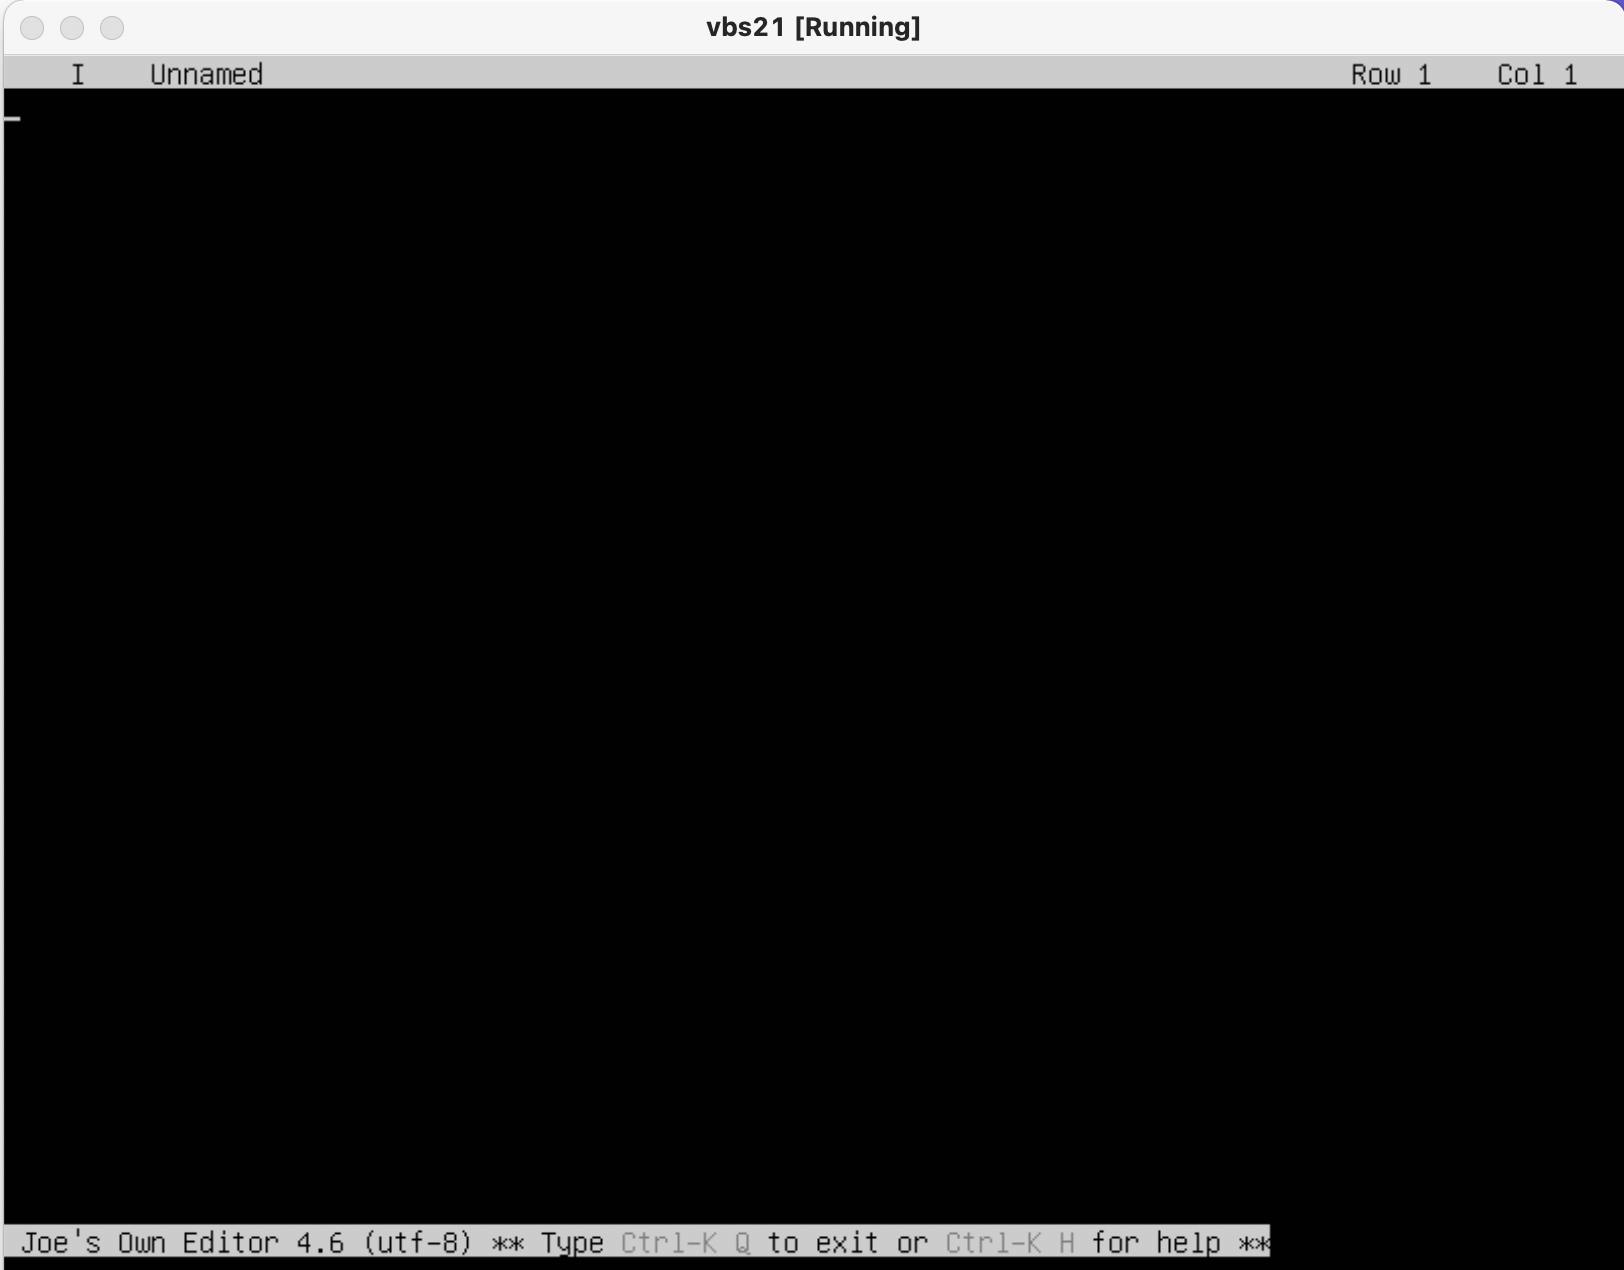 vbs21 [Running]
I Unnamed Row 1 Col 1
Joe's Own Editor 4.6 (utf-8) ** Type Ctrl-K Q to exit or Ctrl-K H for help **